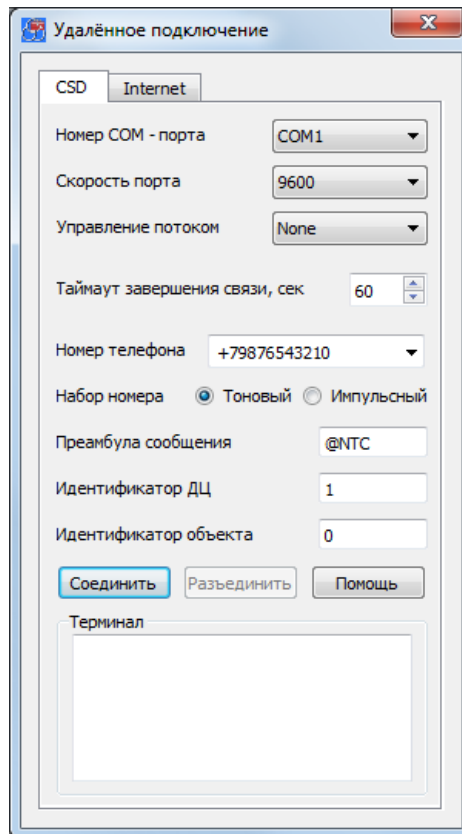 Удалённое подключение
CSD Internet
Номер COM - порта COM1
Скорость порта 9600
Управление потоком None
Таймаут завершения связи, сек 60
Номер телефона +79876543210
Набор номера Тоновый Импульсный
Преамбула сообщения @NTC
Идентификатор ДЦ 1
Идентификатор объекта 0
Соединить Разъединить Помощь
Терминал